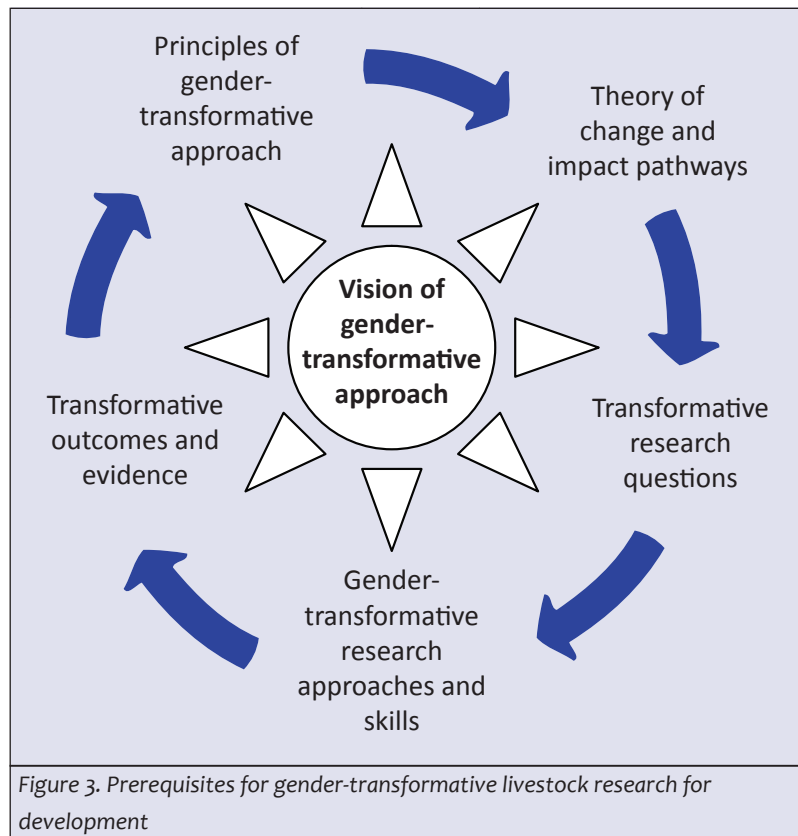 Principles of
gender-
transformative
approach
Theory of
change and
impact pathways
Vision of
gender-
transformative
approach
Transformative
research
questions
Gender-
transformative
research
approaches and
skills
Transformative
outcomes and
evidence
Figure 3. Prerequisites for gender-transformative livestock research for
development